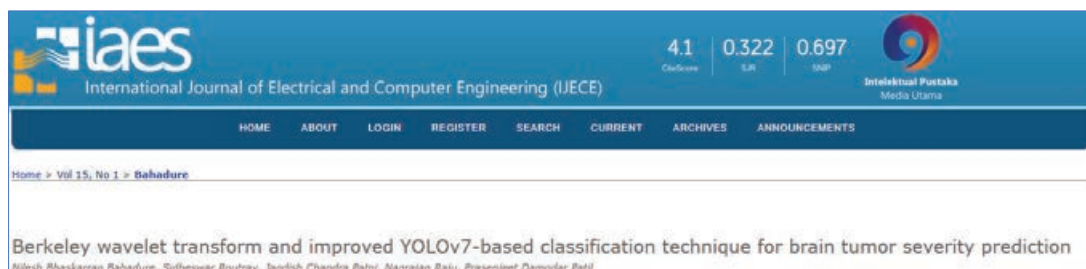 iaes
International Journal of Electrical and Computer Engineering (IJECE)
4.1 0.322 0.697
CiteScore SJR SNIP
Intelektual Pustaka
Media Utama
HOME ABOUT LOGIN REGISTER SEARCH CURRENT ARCHIVES ANNOUNCEMENTS
Home > Vol 15, No 1 > Bahadure
Berkeley wavelet transform and improved YOLOv7-based classification technique for brain tumor severity prediction
Nilesh Bhaskarrao Bahadure, Sidheswar Routray, Jagdish Chandra Patni, Nagrajan Raju, Prasenjeet Damodar Patil